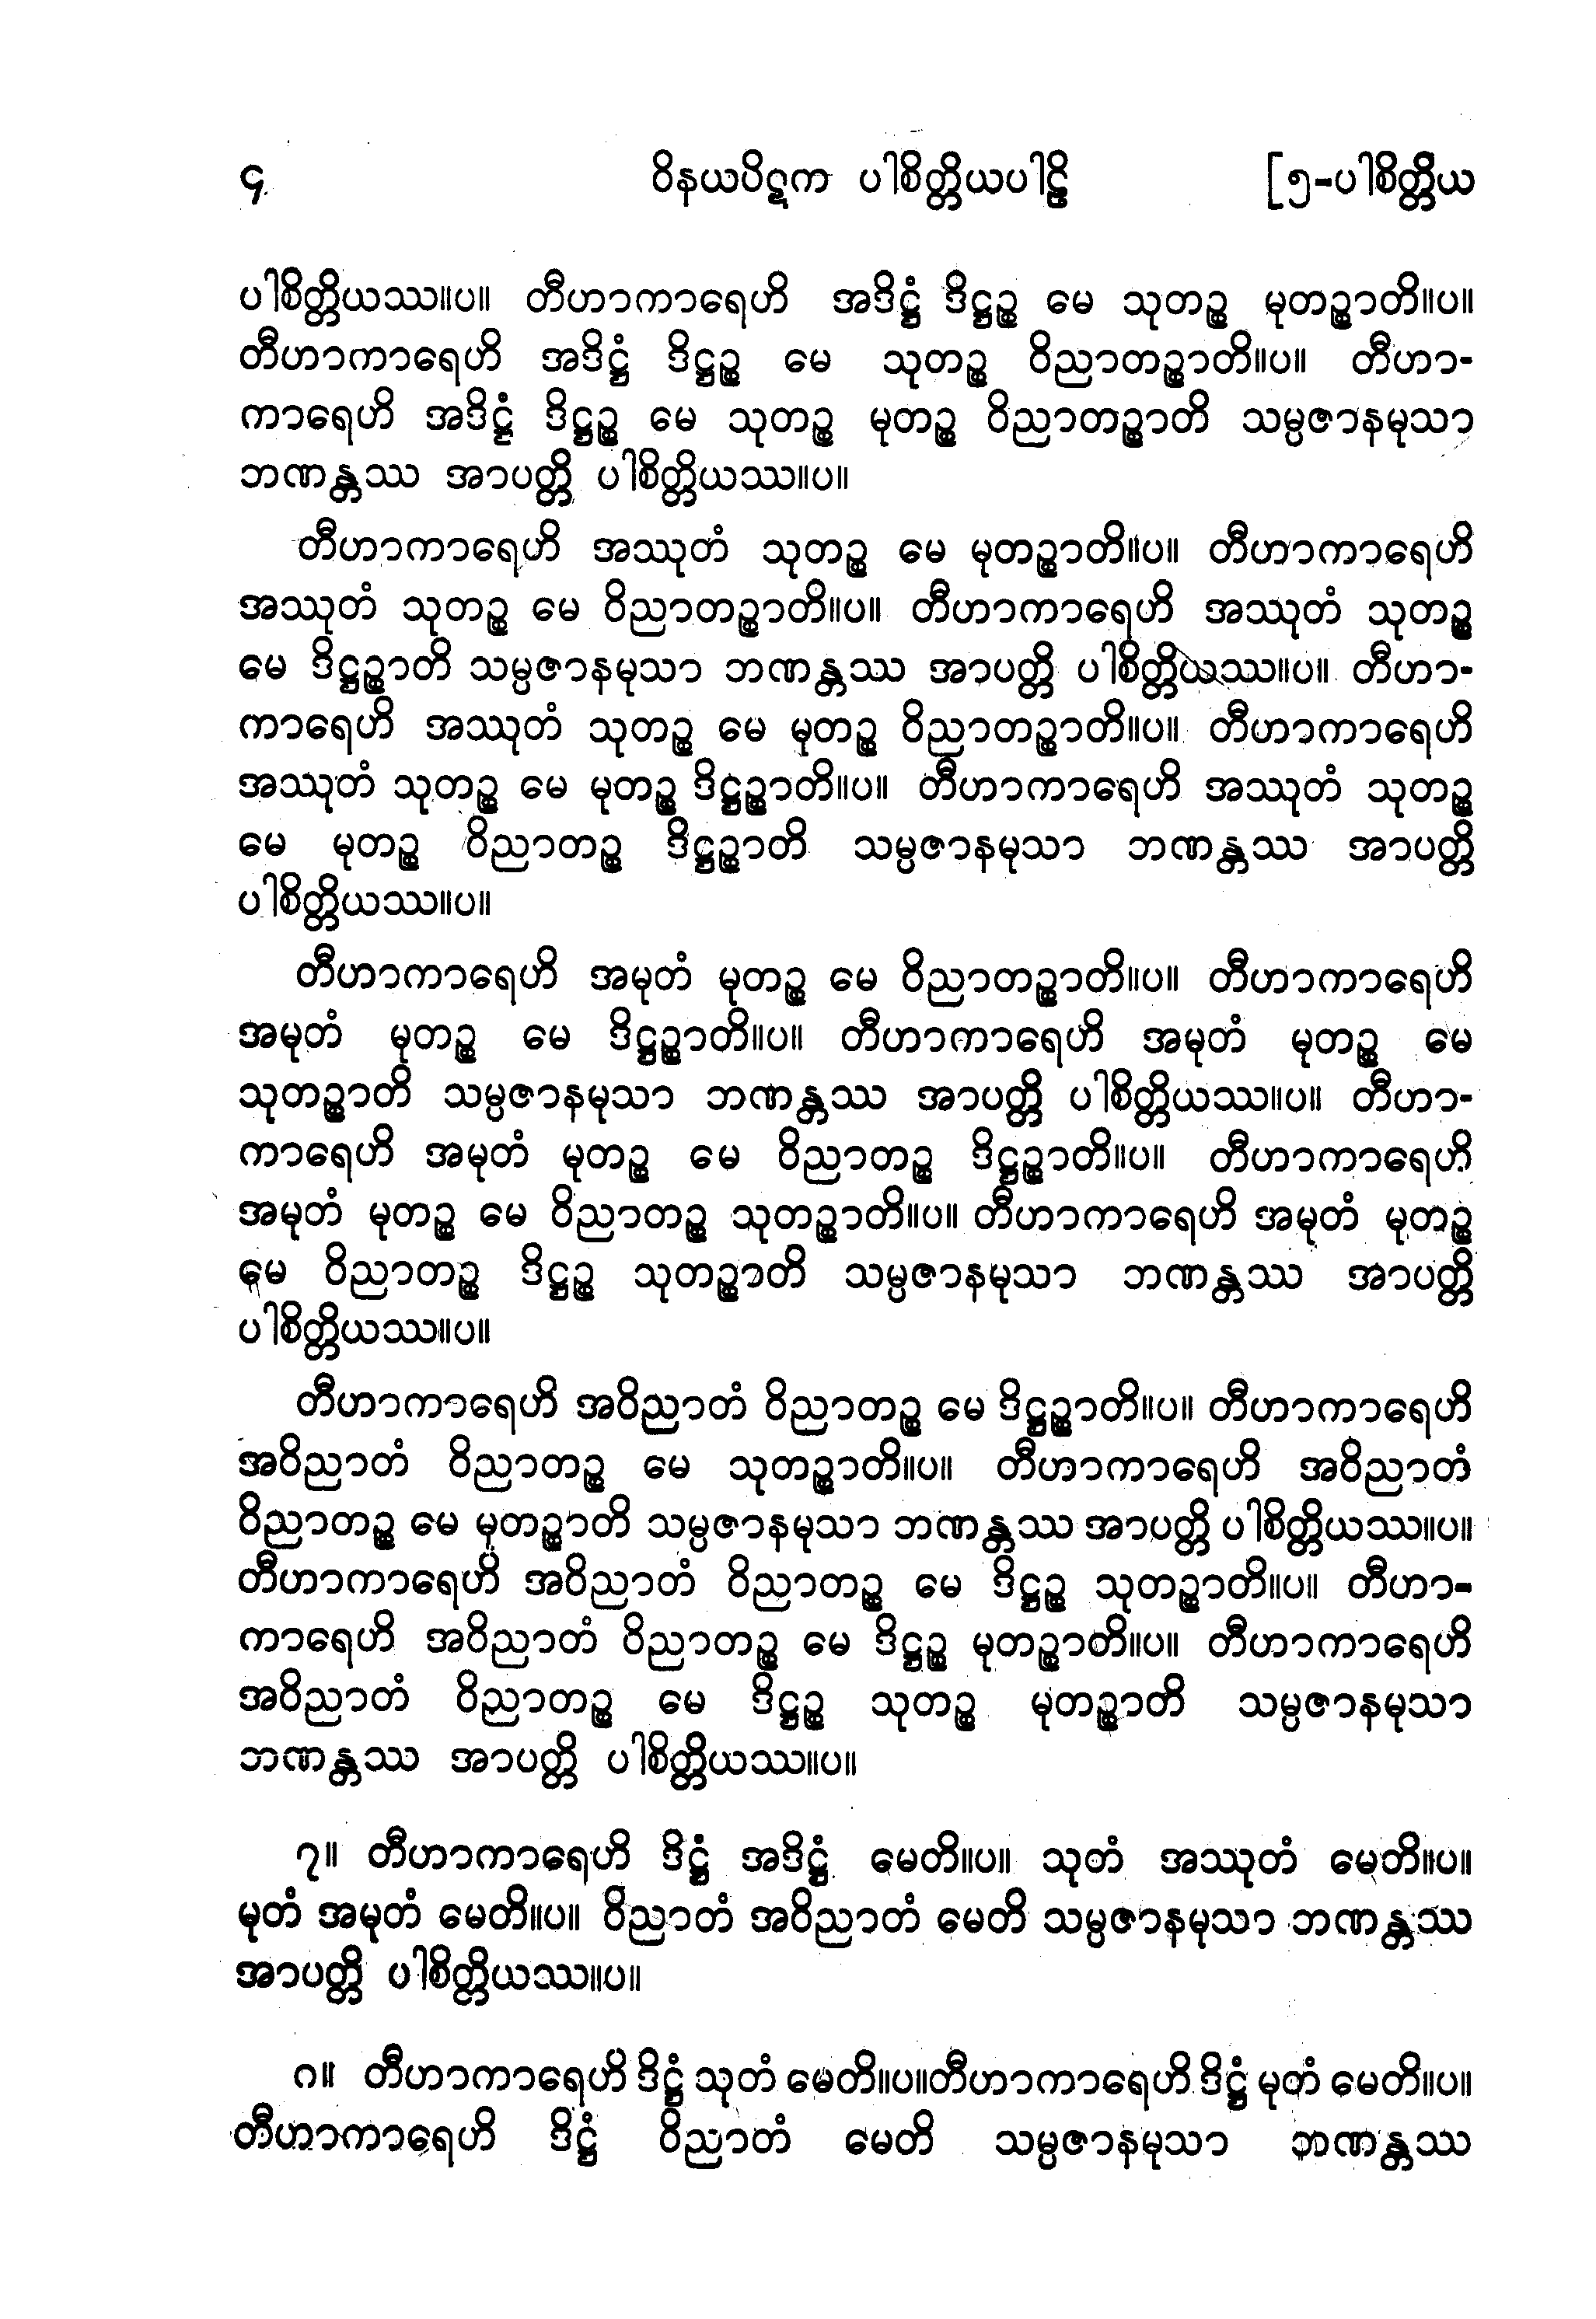 ၄
ဝိနယပိဋက ပါစိတ္တိယပါဠိ
[၅-ပါစိတ္တိယ
ပါစိတ္တိယဿ။ပ။ တီဟာကာရေဟိ အဒိဋ္ဌံ ဒိဋ္ဌဉ္စ မေ သုတဉ္စ မုတဉ္စာတိ။ပ။
တီဟာကာရေဟိ အဒိဋ္ဌံ ဒိဋ္ဌဉ္စ မေ သုတဉ္စ ဝိညာတဉ္စာတိ။ပ။ တီဟာ-
ကာရေဟိ အဒိဋ္ဌံ ဒိဋ္ဌဉ္စ မေ သုတဉ္စ မုတဉ္စ ဝိညာတဉ္စာတိ သမ္ပဇာနမုသာ
ဘဏန္တဿ အာပတ္တိ ပါစိတ္တိယဿ။ပ။
တီဟာကာရေဟိ အဿုတံ သုတဉ္စ မေ မုတဉ္စာတိ။ပ။ တီဟာကာရေဟိ
အဿုတံ သုတဉ္စ မေ ဝိညာတဉ္စာတိ။ပ။ တီဟာကာရေဟိ အဿုတံ သုတဉ္စ
မေ ဒိဋ္ဌဉ္စာတိ သမ္ပဇာနမုသာ ဘဏန္တဿ အာပတ္တိ ပါစိတ္တိယဿ။ပ။ တီဟာ-
ကာရေဟိ အဿုတံ သုတဉ္စ မေ မုတဉ္စ ဝိညာတဉ္စာတိ။ပ။ တီဟာကာရေဟိ
အဿုတံ သုတဉ္စ မေ မုတဉ္စ ဒိဋ္ဌဉ္စာတိ။ပ။ တီဟာကာရေဟိ အဿုတံ သုတဉ္စ
မေ မုတဉ္စ ဝိညာတဉ္စ ဒိဋ္ဌဉ္စာတိ သမ္ပဇာနမုသာ ဘဏန္တဿ အာပတ္တိ
ပါစိတ္တိယဿ။ပ။
တီဟာကာရေဟိ အမုတံ မုတဉ္စ မေ ဝိညာတဉ္စာတိ။ပ။ တီဟာကာရေဟိ
အမုတံ မုတဉ္စ မေ ဒိဋ္ဌဉ္စာတိ။ပ။ တီဟာကာရေဟိ အမုတံ မုတဉ္စ မေ
သုတဉ္စာတိ သမ္ပဇာနမုသာ ဘဏန္တဿ အာပတ္တိ ပါစိတ္တိယဿ။ပ။ တီဟာ-
ကာရေဟိ အမုတံ မုတဉ္စ မေ ဝိညာတဉ္စ ဒိဋ္ဌဉ္စာတိ။ပ။ တီဟာကာရေဟိ
အမုတံ မုတဉ္စ မေ ဝိညာတဉ္စ သုတဉ္စာတိ။ပ။ တီဟာကာရေဟိ အမုတံ မုတဉ္စ
မေ ဝိညာတဉ္စ ဒိဋ္ဌဉ္စ သုတဉ္စာတိ သမ္ပဇာနမုသာ ဘဏန္တဿ အာပတ္တိ
ပါစိတ္တိယဿ။ပ။
တီဟာကာရေဟိ အဝိညာတံ ဝိညာတဉ္စ မေ ဒိဋ္ဌဉ္စာတိ။ပ။ တီဟာကာရေဟိ
အဝိညာတံ ဝိညာတဉ္စ မေ သုတဉ္စာတိ။ပ။ တီဟာကာရေဟိ အဝိညာတံ
ဝိညာတဉ္စ မေ မုတဉ္စာတိ သမ္ပဇာနမုသာ ဘဏန္တဿ အာပတ္တိ ပါစိတ္တိယဿ။ပ။
တီဟာကာရေဟိ အဝိညာတံ ဝိညာတဉ္စ မေ ဒိဋ္ဌဉ္စ သုတဉ္စာတိ။ပ။ တီဟာ-
ကာရေဟိ အဝိညာတံ ဝိညာတဉ္စ မေ ဒိဋ္ဌဉ္စ မုတဉ္စာတိ။ပ။ တီဟာကာရေဟိ
အဝိညာတံ ဝိညာတဉ္စ မေ ဒိဋ္ဌဉ္စ သုတဉ္စ မုတဉ္စာတိ သမ္ပဇာနမုသာ
ဘဏန္တဿ အာပတ္တိ ပါစိတ္တိယဿ။ပ။
၇။ တီဟာကာရေဟိ ဒိဋ္ဌံ အဒိဋ္ဌံ မေတိ။ပ။ သုတံ အဿုတံ မေတိ။ပ။
မုတံ အမုတံ မေတိ။ပ။ ဝိညာတံ အဝိညာတံ မေတိ သမ္ပဇာနမုသာ ဘဏန္တဿ
အာပတ္တိ ပါစိတ္တိယဿ။ပ။
၈။ တီဟာကာရေဟိ ဒိဋ္ဌံ သုတံ မေတိ။ပ။တီဟာကာရေဟိ ဒိဋ္ဌံ မုတံ မေတိ။ပ။
တီဟာကာရေဟိ ဒိဋ္ဌံ ဝိညာတံ မေတိ သမ္ပဇာနမုသာ ဘဏန္တဿ